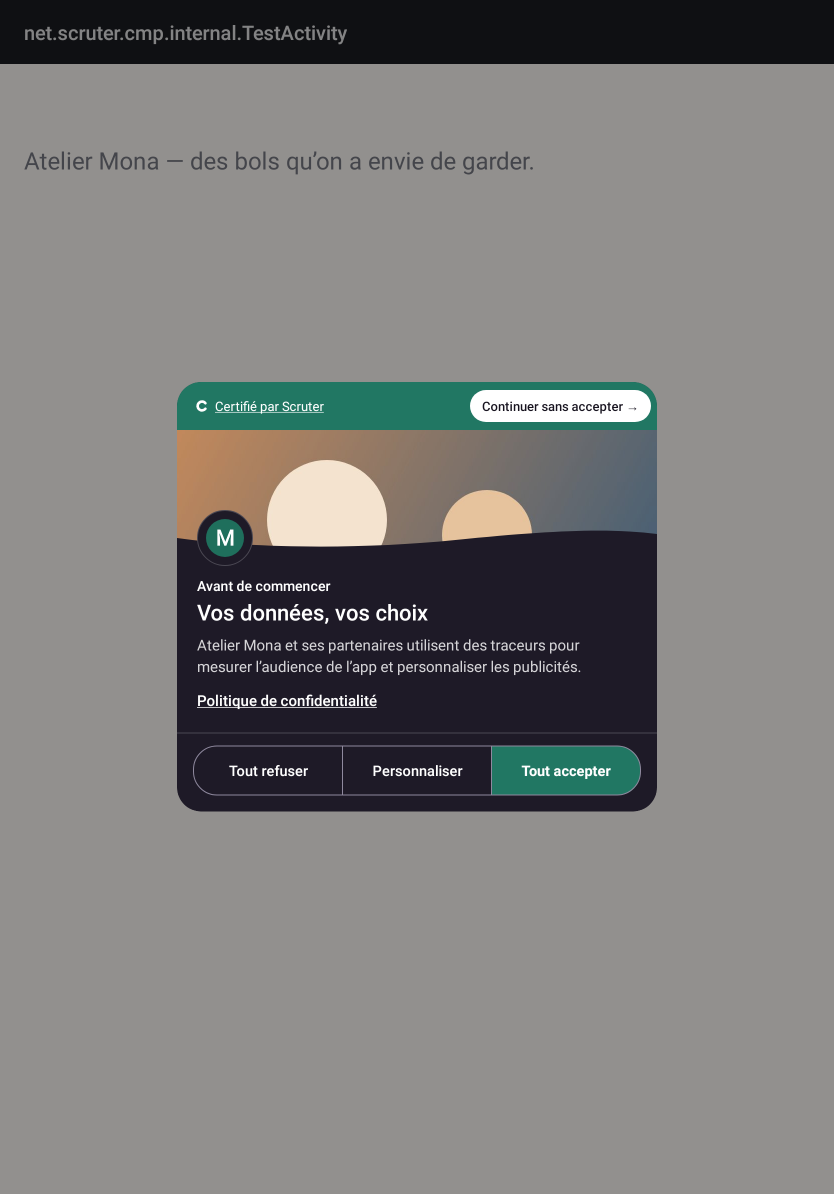 net.scruter.cmp.internal.TestActivity
Atelier Mona — des bols qu’on a envie de garder.
Certifié par Scruter
Continuer sans accepter →
M
Avant de commencer
Vos données, vos choix
Atelier Mona et ses partenaires utilisent des traceurs pour
mesurer l’audience de l’app et personnaliser les publicités.
Politique de confidentialité
Tout refuser
Personnaliser
Tout accepter